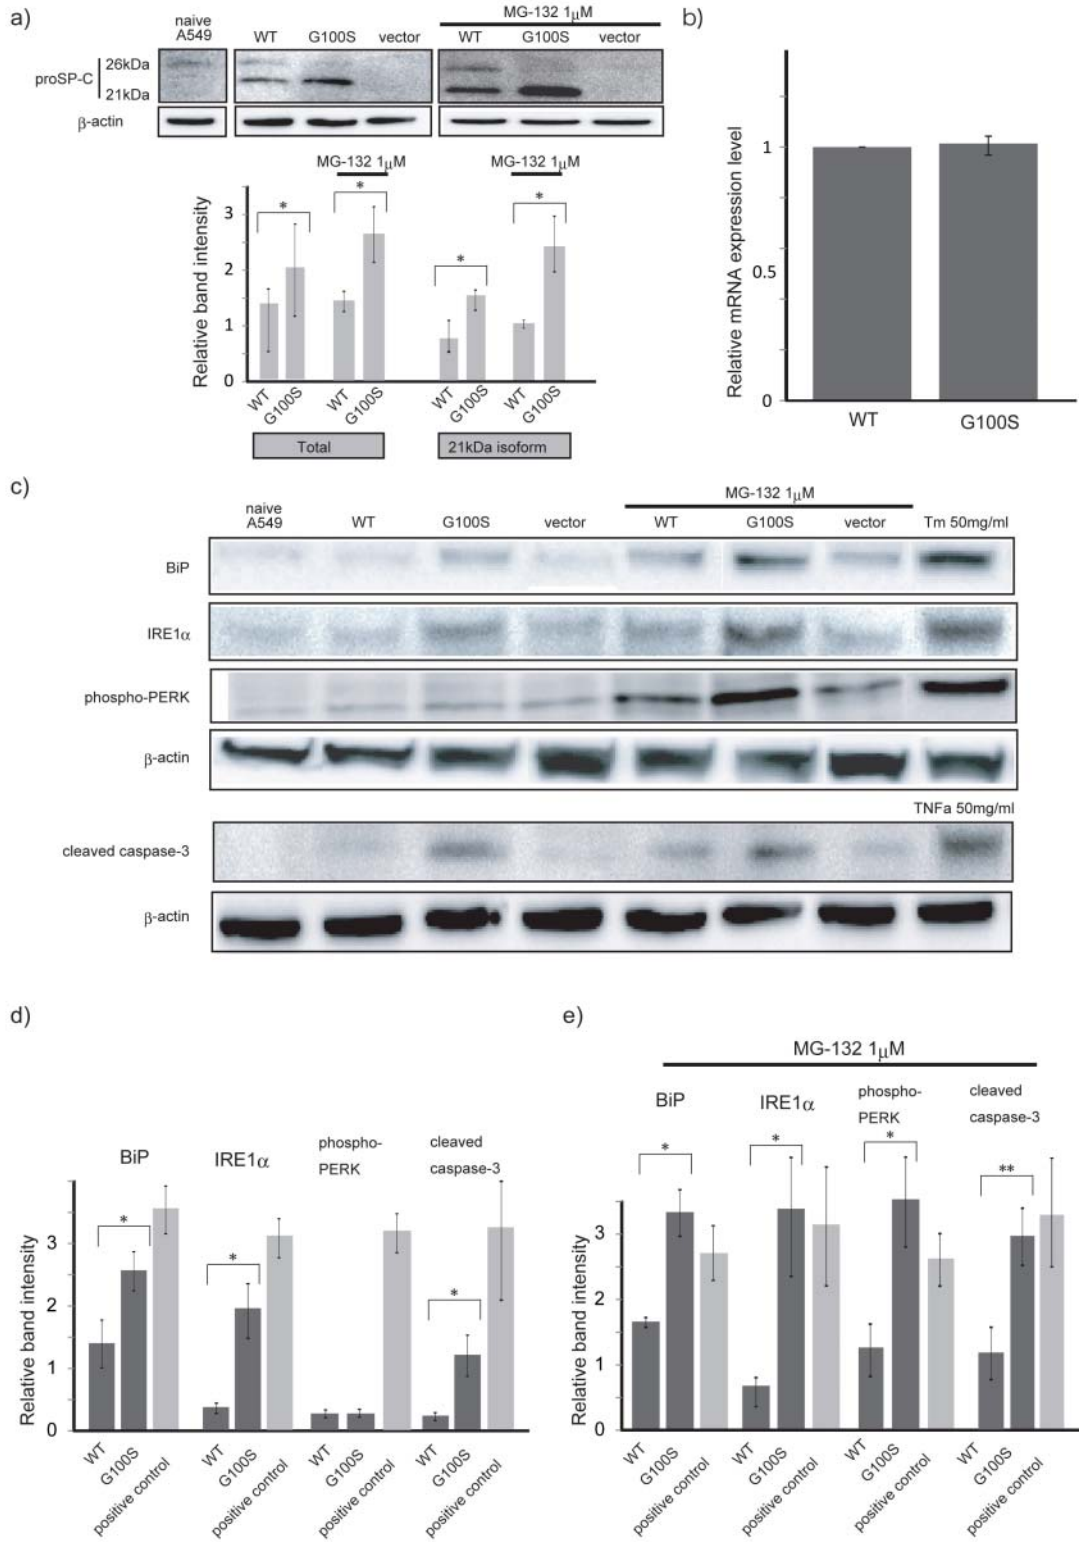 a)
naive
A549
WT
G100S
vector
MG-132 1μM
WT
G100S
vector
proSP-C
26kDa
21kDa
β-actin
MG-132 1μM
MG-132 1μM
Relative band intensity
3
2
1
0
*
*
*
*
WT
G100S
WT
G100S
WT
G100S
WT
G100S
Total
21kDa isoform
b)
Relative mRNA expression level
1
0.5
0
WT
G100S
c)
MG-132 1μM
naive
A549
WT
G100S
vector
WT
G100S
vector
Tm 50mg/ml
BiP
IRE1α
phospho-PERK
β-actin
TNFa 50mg/ml
cleaved caspase-3
β-actin
d)
BiP
IRE1α
phospho-
PERK
cleaved
caspase-3
Relative band intensity
3
2
1
0
*
*
*
WT
G100S
positive control
WT
G100S
positive control
WT
G100S
positive control
WT
G100S
positive control
e)
MG-132 1μM
BiP
IRE1α
phospho-
PERK
cleaved
caspase-3
Relative band intensity
3
2
1
0
*
*
*
**
WT
G100S
positive control
WT
G100S
positive control
WT
G100S
positive control
WT
G100S
positive control